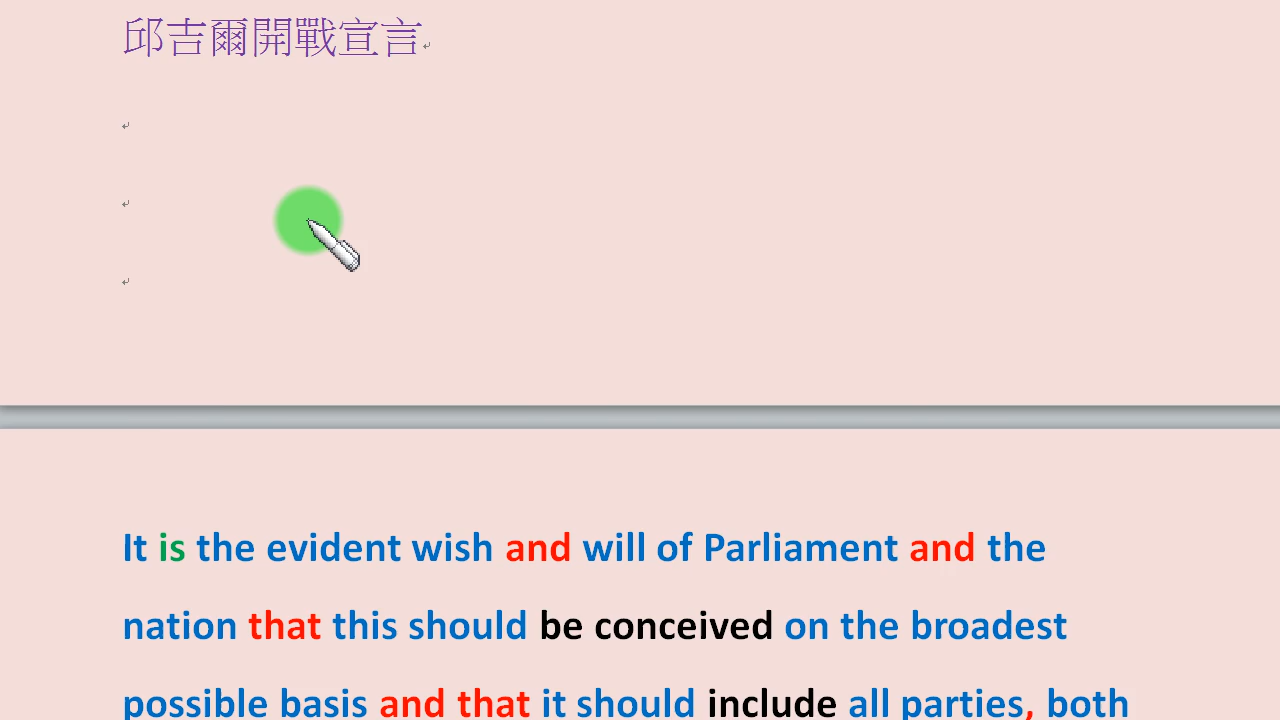 邱吉爾開戰宣言
It is the evident wish and will of Parliament and the
nation that this should be conceived on the broadest
possible basis and that it should include all parties, both